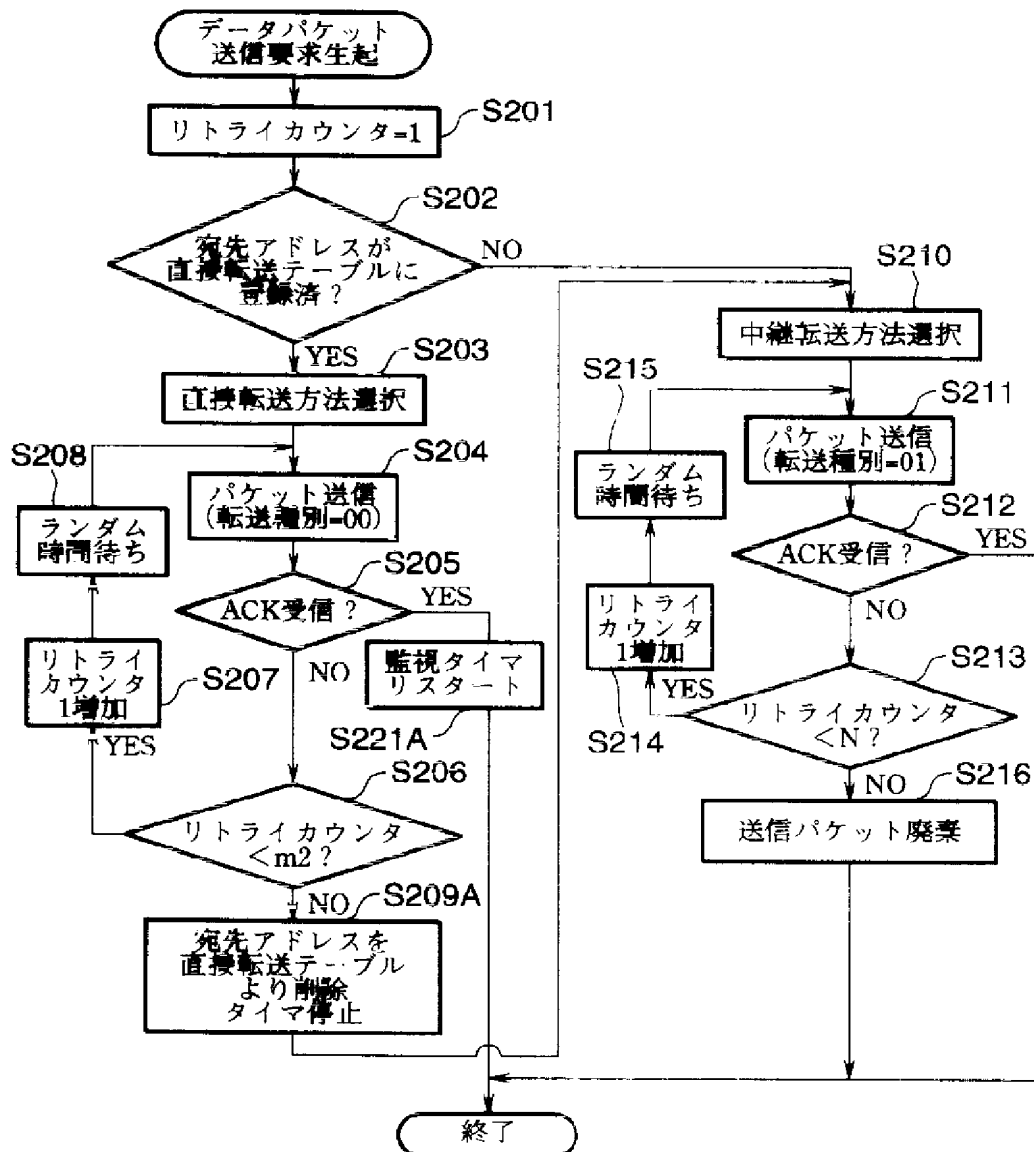 データパケット
送信要求生起
S201
リトライカウンタ=1
S202
宛先アドレスが
直接転送テーブルに
登録済?
NO
YES
S203
直接転送方法選択
S208
ランダム
時間待ち
S204
パケット送信
(転送種別=00)
S205
ACK受信?
YES
NO
監視タイマ
リスタート
S221A
リトライ
カウンタ
1増加
S207
YES
S206
リトライカウンタ
<m2?
NO
S209A
宛先アドレスを
直接転送テーブル
より削除
タイマ停止
S210
中継転送方法選択
S215
ランダム
時間待ち
S211
パケット送信
(転送種別=01)
S212
ACK受信?
YES
NO
リトライ
カウンタ
1増加
S214
YES
S213
リトライカウンタ
<N?
NO
S216
送信パケット廃棄
終了